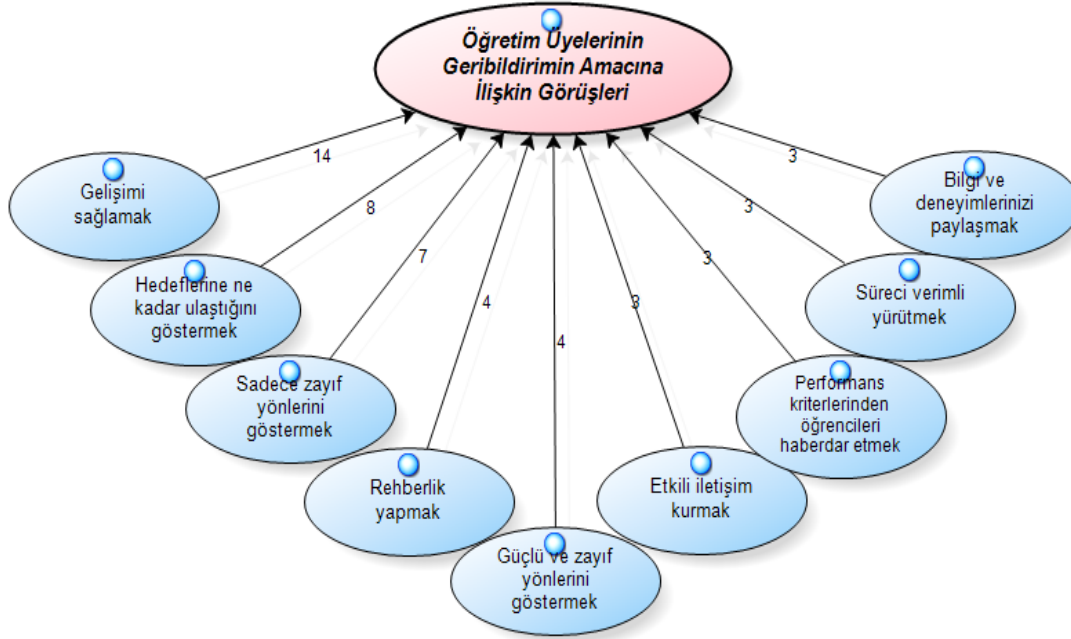 Öğretim Üyelerinin
Geribildirimin Amacına
İlişkin Görüşleri
14
8
7
4
4
3
3
3
3
Gelişimi
sağlamak
Hedeflerine ne
kadar ulaştığını
göstermek
Sadece zayıf
yönlerini
göstermek
Rehberlik
yapmak
Güçlü ve zayıf
yönlerini
göstermek
Etkili iletişim
kurmak
Performans
kriterlerinden
öğrencileri
haberdar etmek
Süreci verimli
yürütmek
Bilgi ve
deneyimlerinizi
paylaşmak